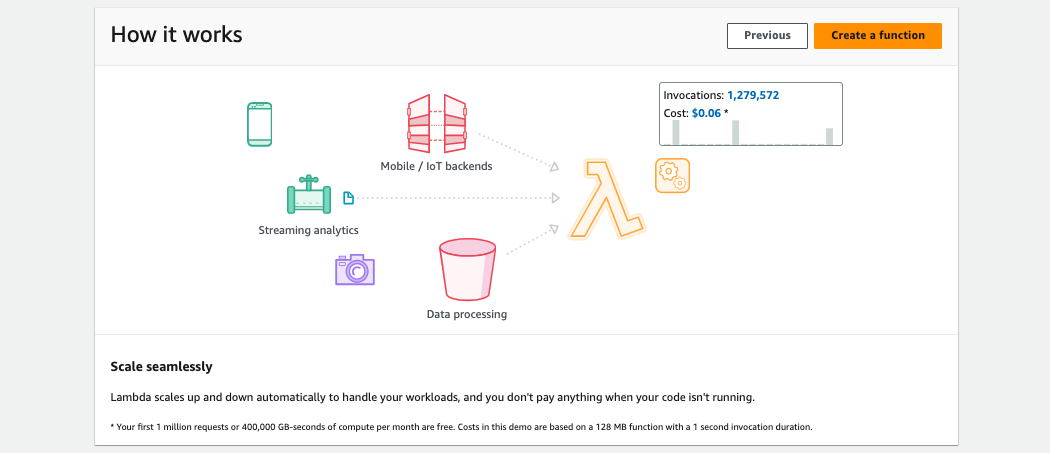 How it works
Previous
Create a function
Invocations: 1,279,572
Cost: $0.06 *
Mobile / IoT backends
Streaming analytics
Data processing
Scale seamlessly
Lambda scales up and down automatically to handle your workloads, and you don't pay anything when your code isn't running.
* Your first 1 million requests or 400,000 GB-seconds of compute per month are free. Costs in this demo are based on a 128 MB function with a 1 second invocation duration.